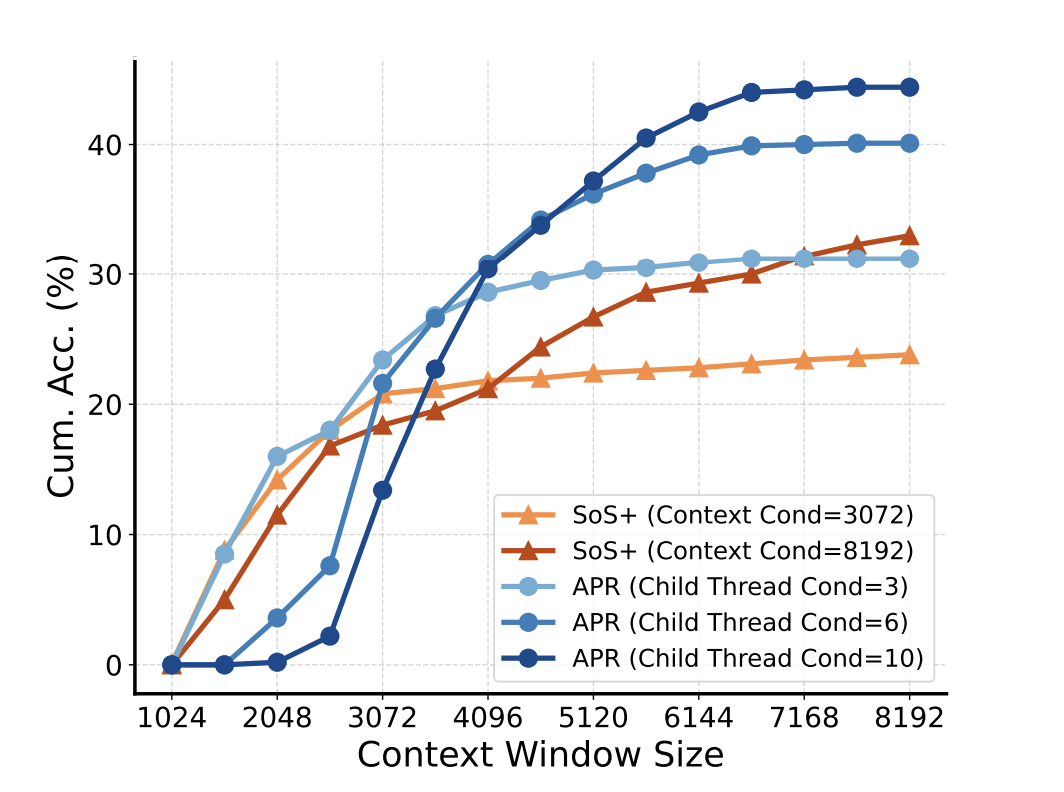 Cum. Acc. (%)
40
30
20
10
0
SoS+ (Context Cond=3072)
SoS+ (Context Cond=8192)
APR (Child Thread Cond=3)
APR (Child Thread Cond=6)
APR (Child Thread Cond=10)
1024 2048 3072 4096 5120 6144 7168 8192
Context Window Size